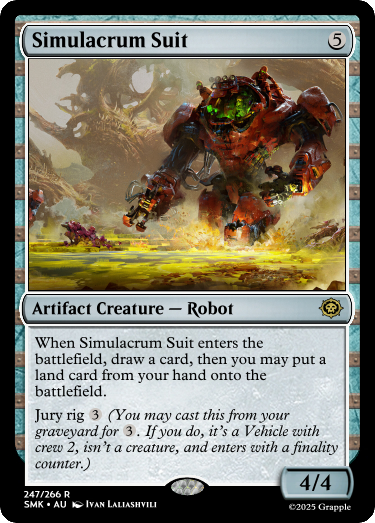 Simulacrum Suit 5
Artifact Creature — Robot
When Simulacrum Suit enters the
battlefield, draw a card, then you may put a
land card from your hand onto the
battlefield.
Jury rig 3 (You may cast this from your
graveyard for 3. If you do, it's a Vehicle with
crew 2, isn't a creature, and enters with a finality
counter.)
4/4
247/266 R
SMK • AU Ivan Laliashvili
©2025 Grapple